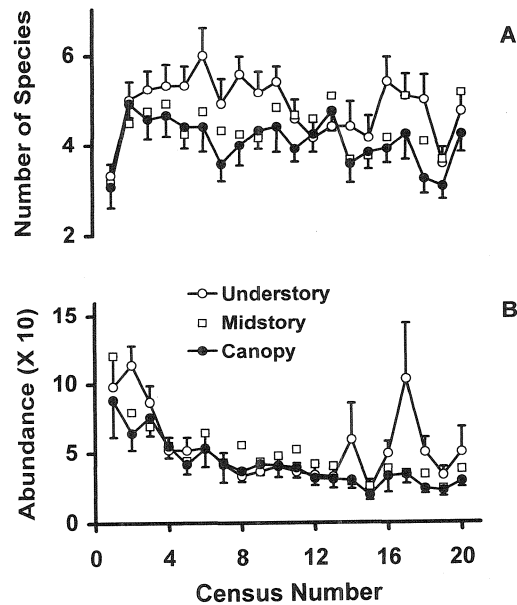 A
Number of Species
6
4
2
B
Understory
Midstory
Canopy
Abundance (X 10)
15
10
5
0
0 4 8 12 16 20
Census Number